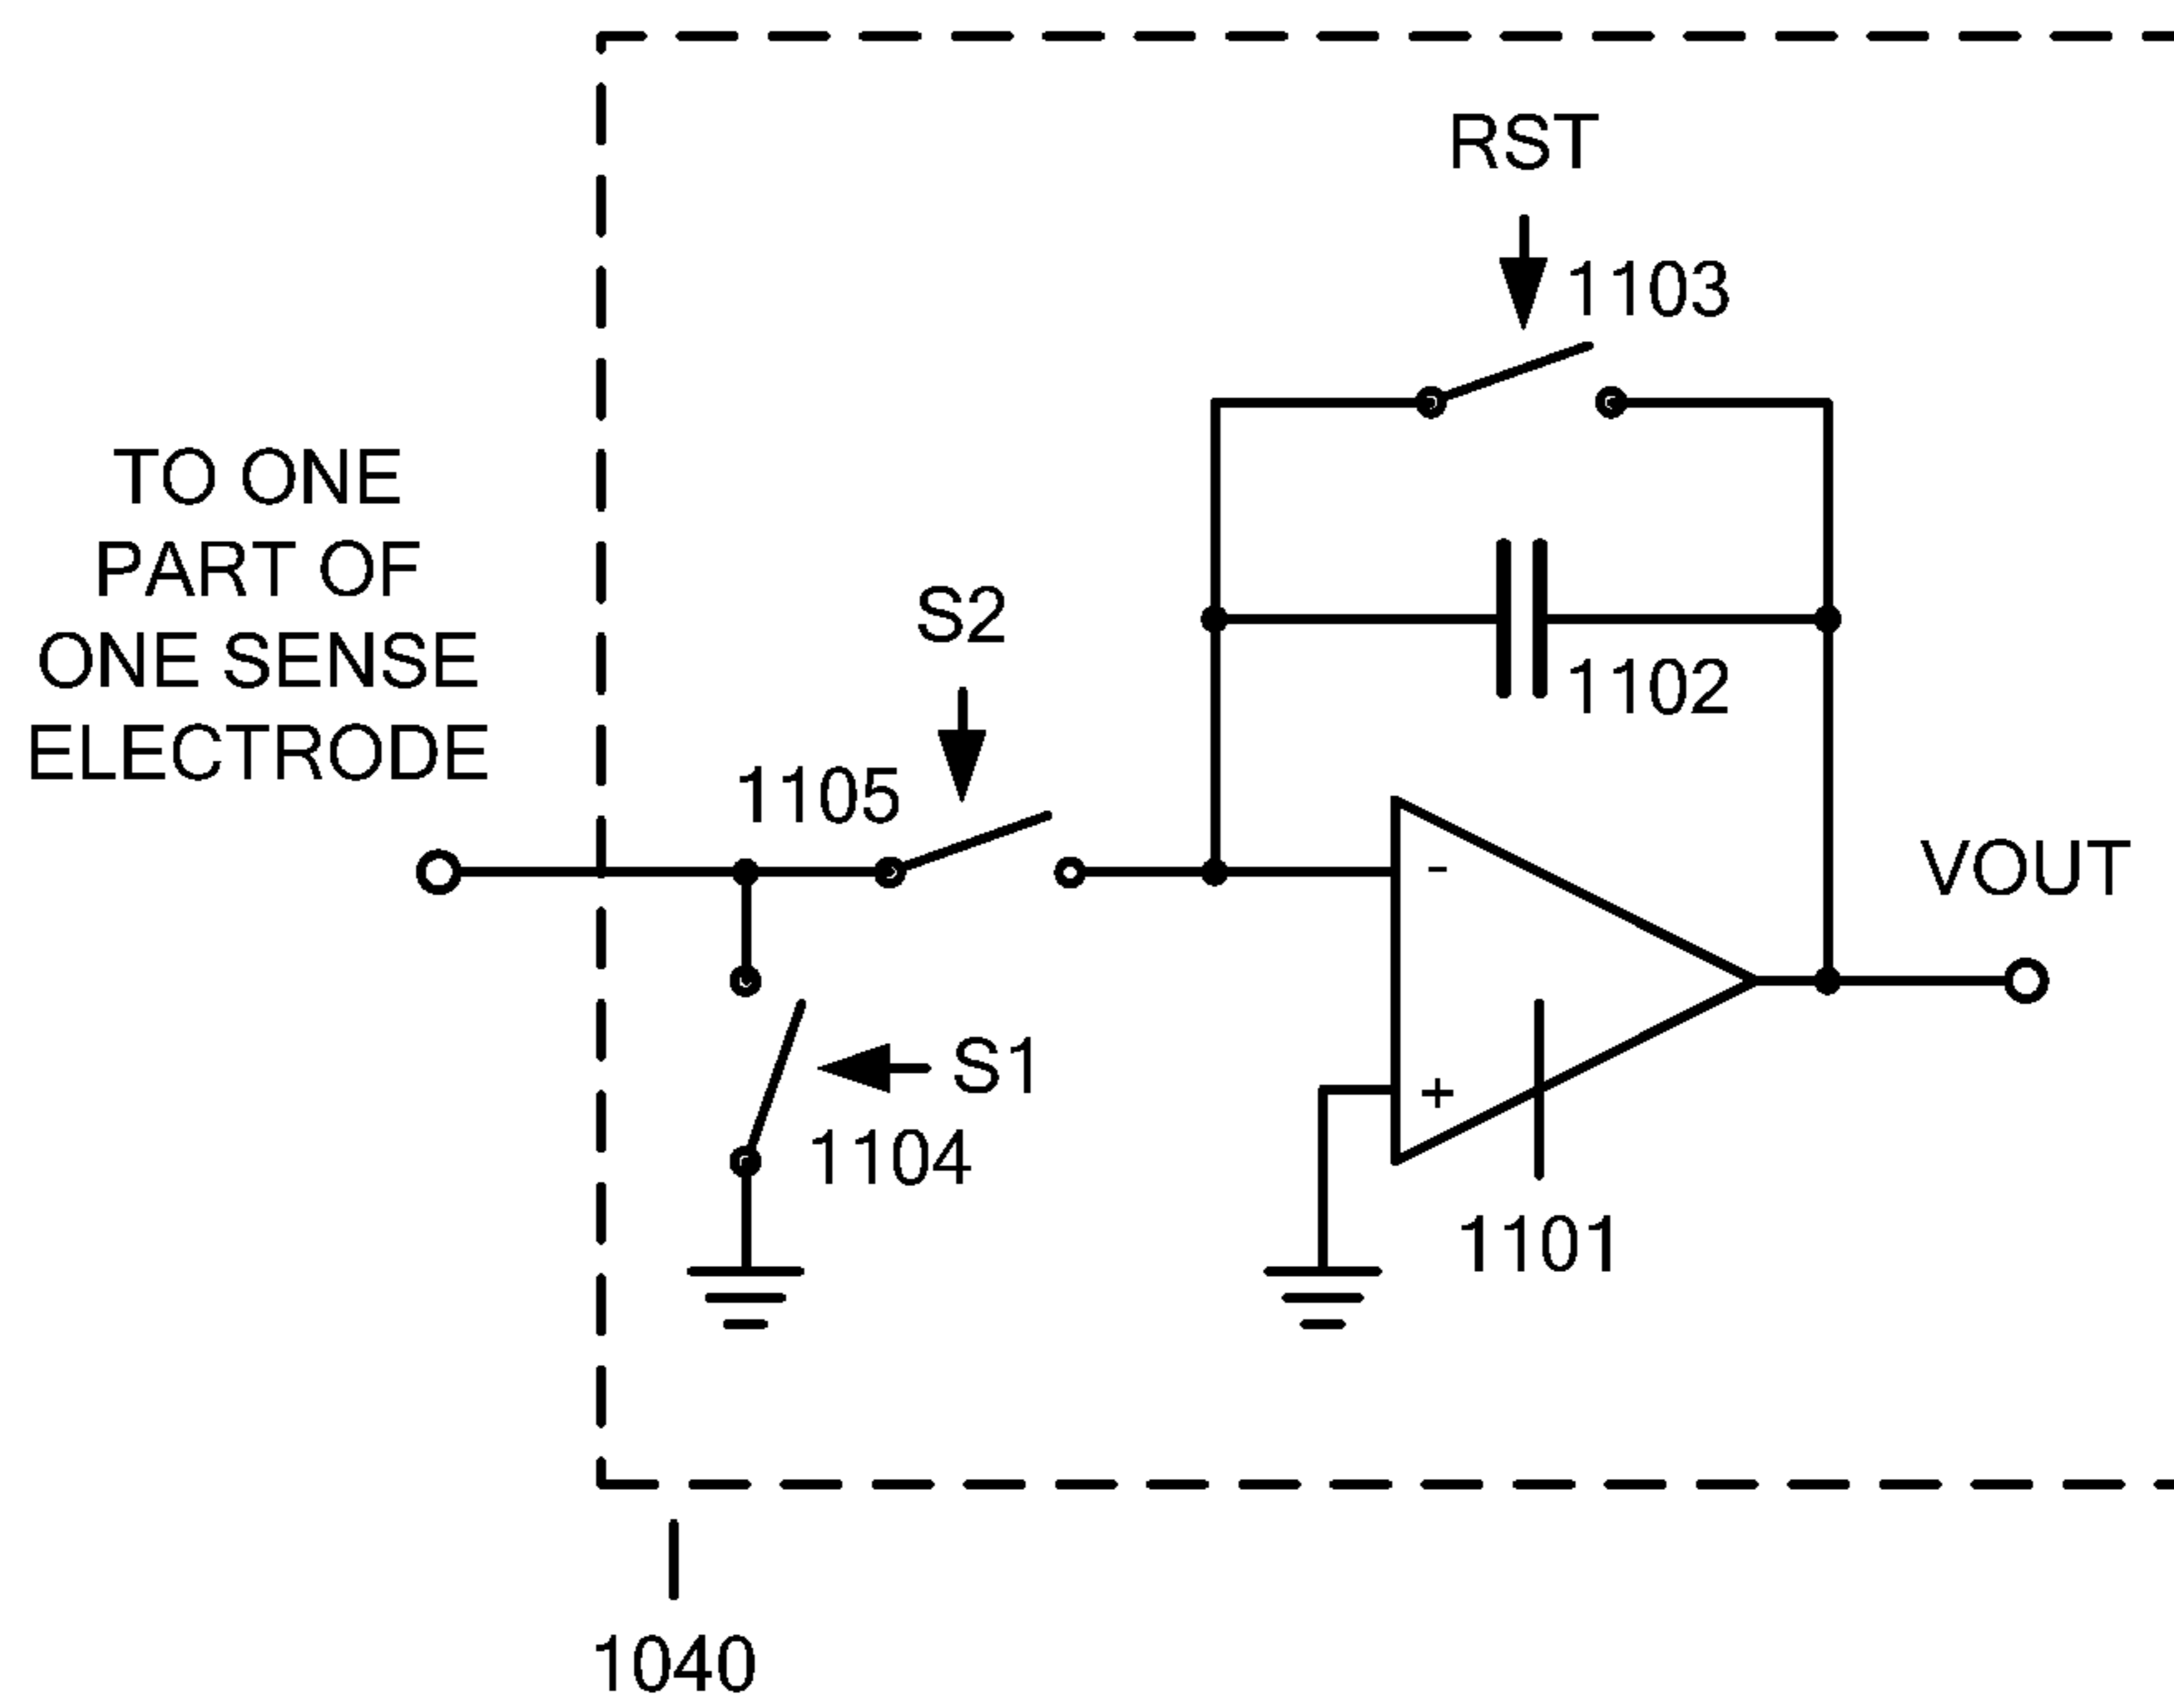 RST
1103
TO ONE
PART OF
ONE SENSE
ELECTRODE
S2
1102
1105
-
VOUT
S1
+
1104
1101
1040